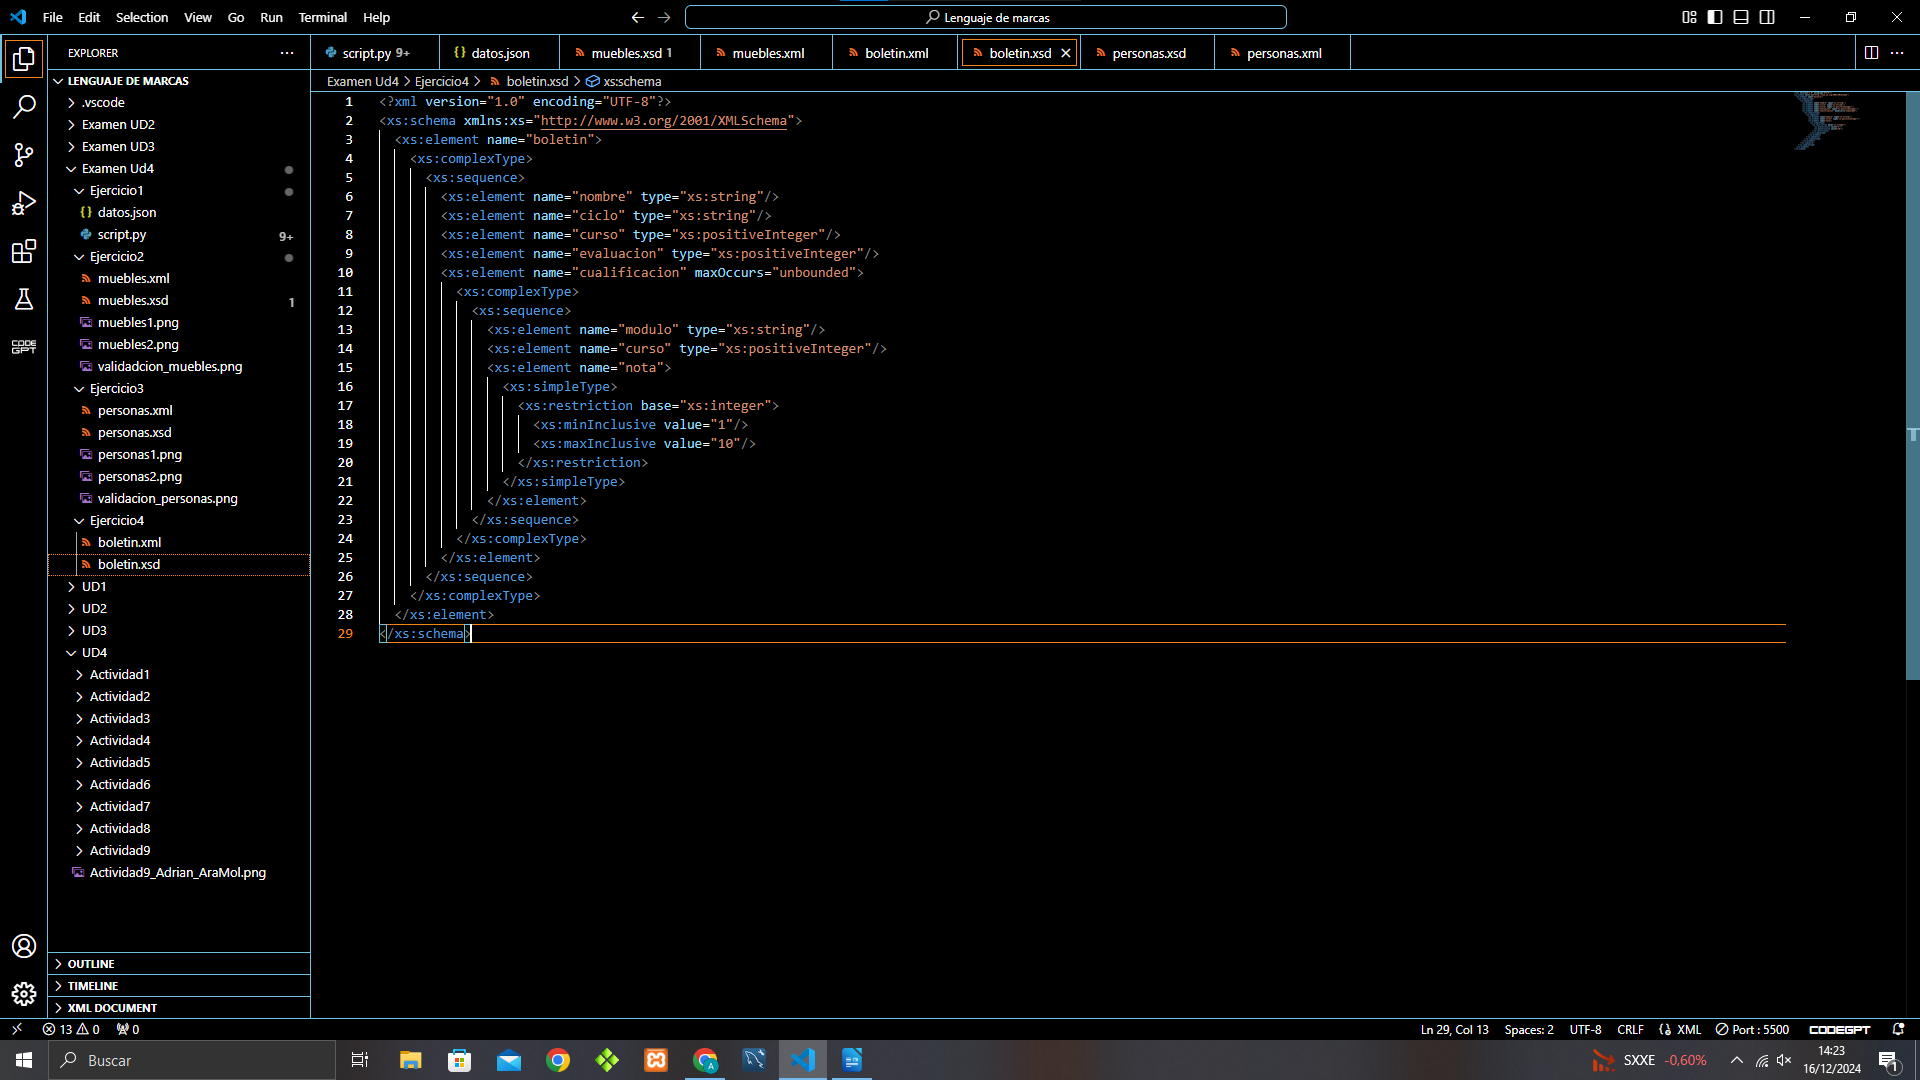 File Edit Selection View Go Run Terminal Help
Lenguaje de marcas
EXPLORER
script.py 9+
datos.json
muebles.xsd 1
muebles.xml
boletin.xml
boletin.xsd
personas.xsd
personas.xml
LENGUAJE DE MARCAS
.vscode
Examen UD2
Examen UD3
Examen Ud4
Ejercicio1
datos.json
script.py 9+
Ejercicio2
muebles.xml
muebles.xsd 1
muebles1.png
muebles2.png
validadcion_muebles.png
Ejercicio3
personas.xml
personas.xsd
personas1.png
personas2.png
validacion_personas.png
Ejercicio4
boletin.xml
boletin.xsd
UD1
UD2
UD3
UD4
Actividad1
Actividad2
Actividad3
Actividad4
Actividad5
Actividad6
Actividad7
Actividad8
Actividad9
Actividad9_Adrian_AraMol.png
OUTLINE
TIMELINE
XML DOCUMENT
CODE GPT
Examen Ud4 > Ejercicio4 > boletin.xsd > xs:schema
1 <?xml version="1.0" encoding="UTF-8"?>
2 <xs:schema xmlns:xs="http://www.w3.org/2001/XMLSchema">
3 <xs:element name="boletin">
4 <xs:complexType>
5 <xs:sequence>
6 <xs:element name="nombre" type="xs:string"/>
7 <xs:element name="ciclo" type="xs:string"/>
8 <xs:element name="curso" type="xs:positiveInteger"/>
9 <xs:element name="evaluacion" type="xs:positiveInteger"/>
10 <xs:element name="cualificacion" maxOccurs="unbounded">
11 <xs:complexType>
12 <xs:sequence>
13 <xs:element name="modulo" type="xs:string"/>
14 <xs:element name="curso" type="xs:positiveInteger"/>
15 <xs:element name="nota">
16 <xs:simpleType>
17 <xs:restriction base="xs:integer">
18 <xs:minInclusive value="1"/>
19 <xs:maxInclusive value="10"/>
20 </xs:restriction>
21 </xs:simpleType>
22 </xs:element>
23 </xs:sequence>
24 </xs:complexType>
25 </xs:element>
26 </xs:sequence>
27 </xs:complexType>
28 </xs:element>
29 </xs:schema>
13 0 0
Ln 29, Col 13 Spaces: 2 UTF-8 CRLF XML Port : 5500 CODEGPT
Buscar
SXXE -0,60%
14:23
16/12/2024
1